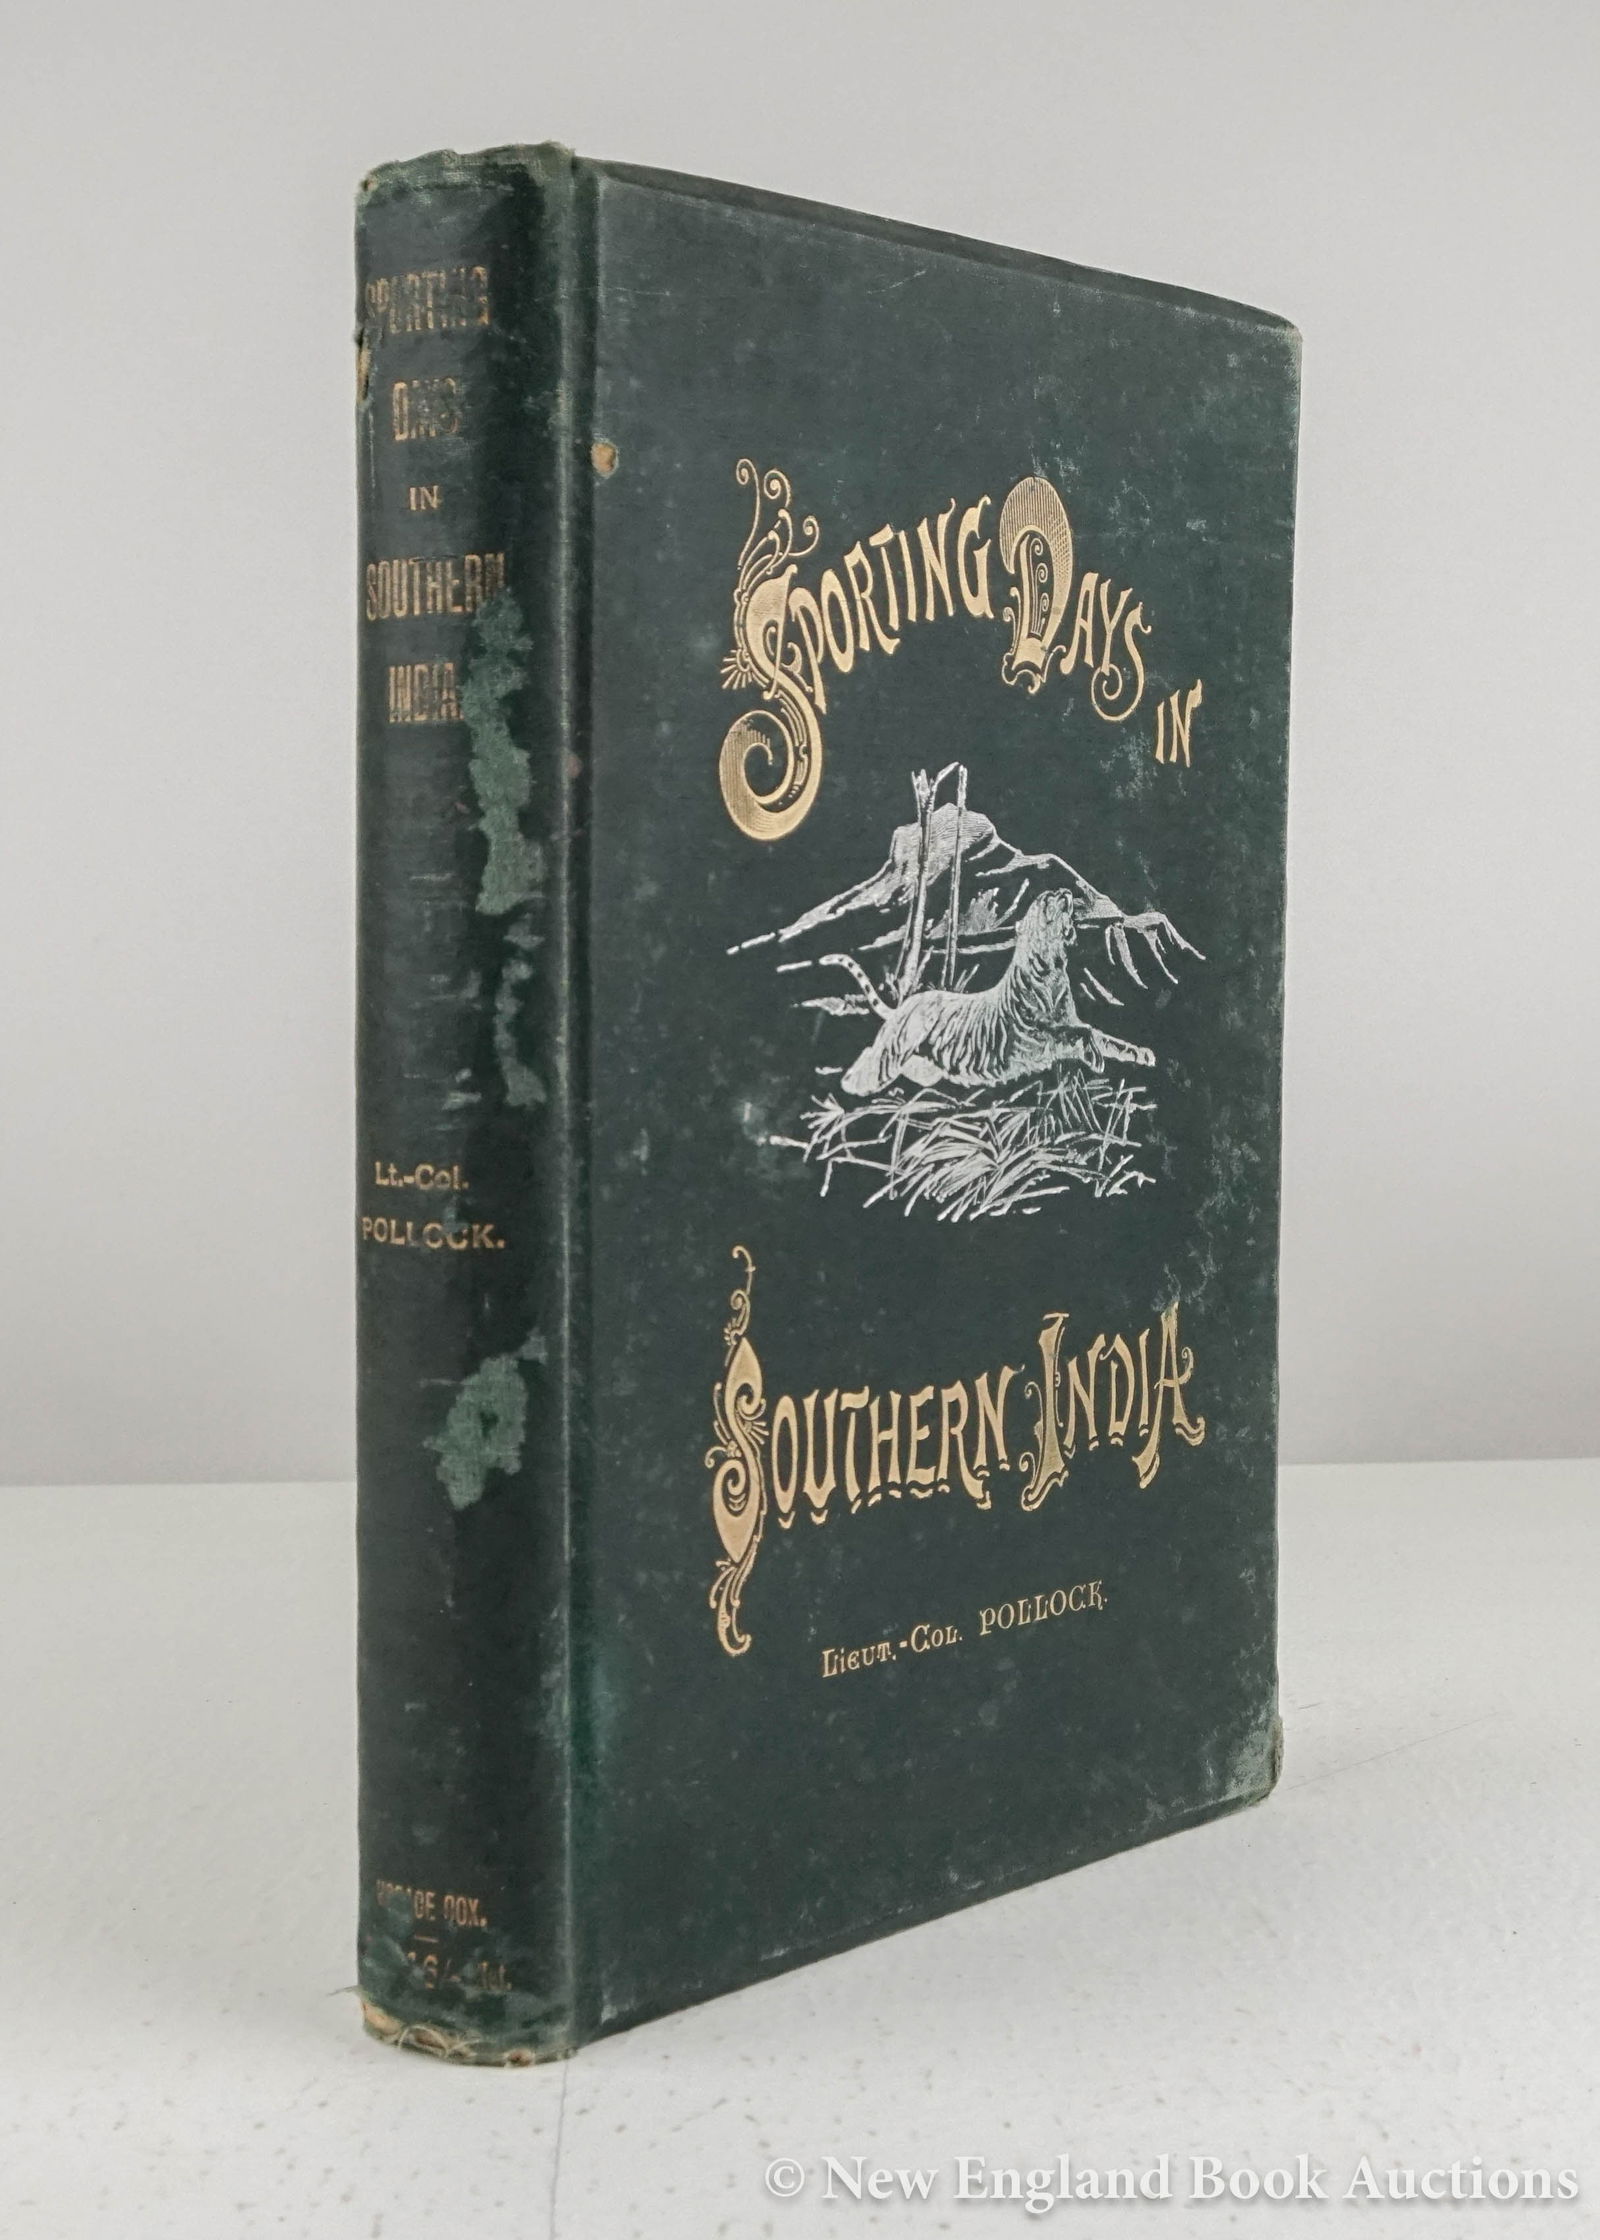 SPORTING
DAYS
IN
SOUTHERN
INDIA
Lt.-Col.
POLLOCK.
COX.
SPORTING DAYS IN
SOUTHERN INDIA
LIEUT.-COL. POLLOCK.
© New England Book Auctions